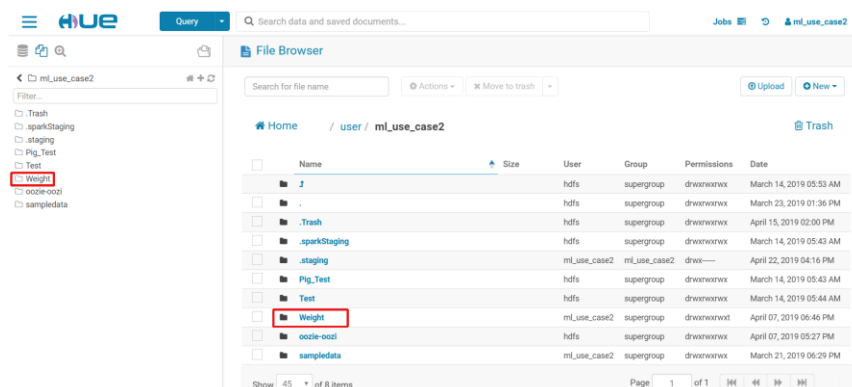 HUE Query Search data and saved documents... Jobs ml_use_case2
File Browser
ml_use_case2
Filter...
.Trash
.sparkStaging
.staging
Pig_Test
Test
Weight
oozie-oozi
sampledata
Search for file name Actions Move to trash Upload New
Home / user / ml_use_case2 Trash
Name Size User Group Permissions Date
hdfs supergroup drwxrwxrwx March 14, 2019 05:53 AM
. hdfs supergroup drwxrwxrwx March 23, 2019 01:36 PM
.Trash hdfs supergroup drwxrwxrwx April 15, 2019 02:00 PM
.sparkStaging hdfs supergroup drwxrwxrwx March 14, 2019 05:43 AM
.staging ml_use_case2 ml_use_case2 drwx------ April 22, 2019 04:16 PM
Pig_Test hdfs supergroup drwxrwxrwx March 14, 2019 05:43 AM
Test hdfs supergroup drwxrwxrwx March 14, 2019 05:44 AM
Weight ml_use_case2 supergroup drwxrwxrwxt April 07, 2019 06:46 PM
oozie-oozi hdfs supergroup drwxrwxrwx April 07, 2019 05:27 PM
sampledata ml_use_case2 supergroup drwxrwxrwx March 21, 2019 06:29 PM
Show 45 of 8 items Page 1 of 1